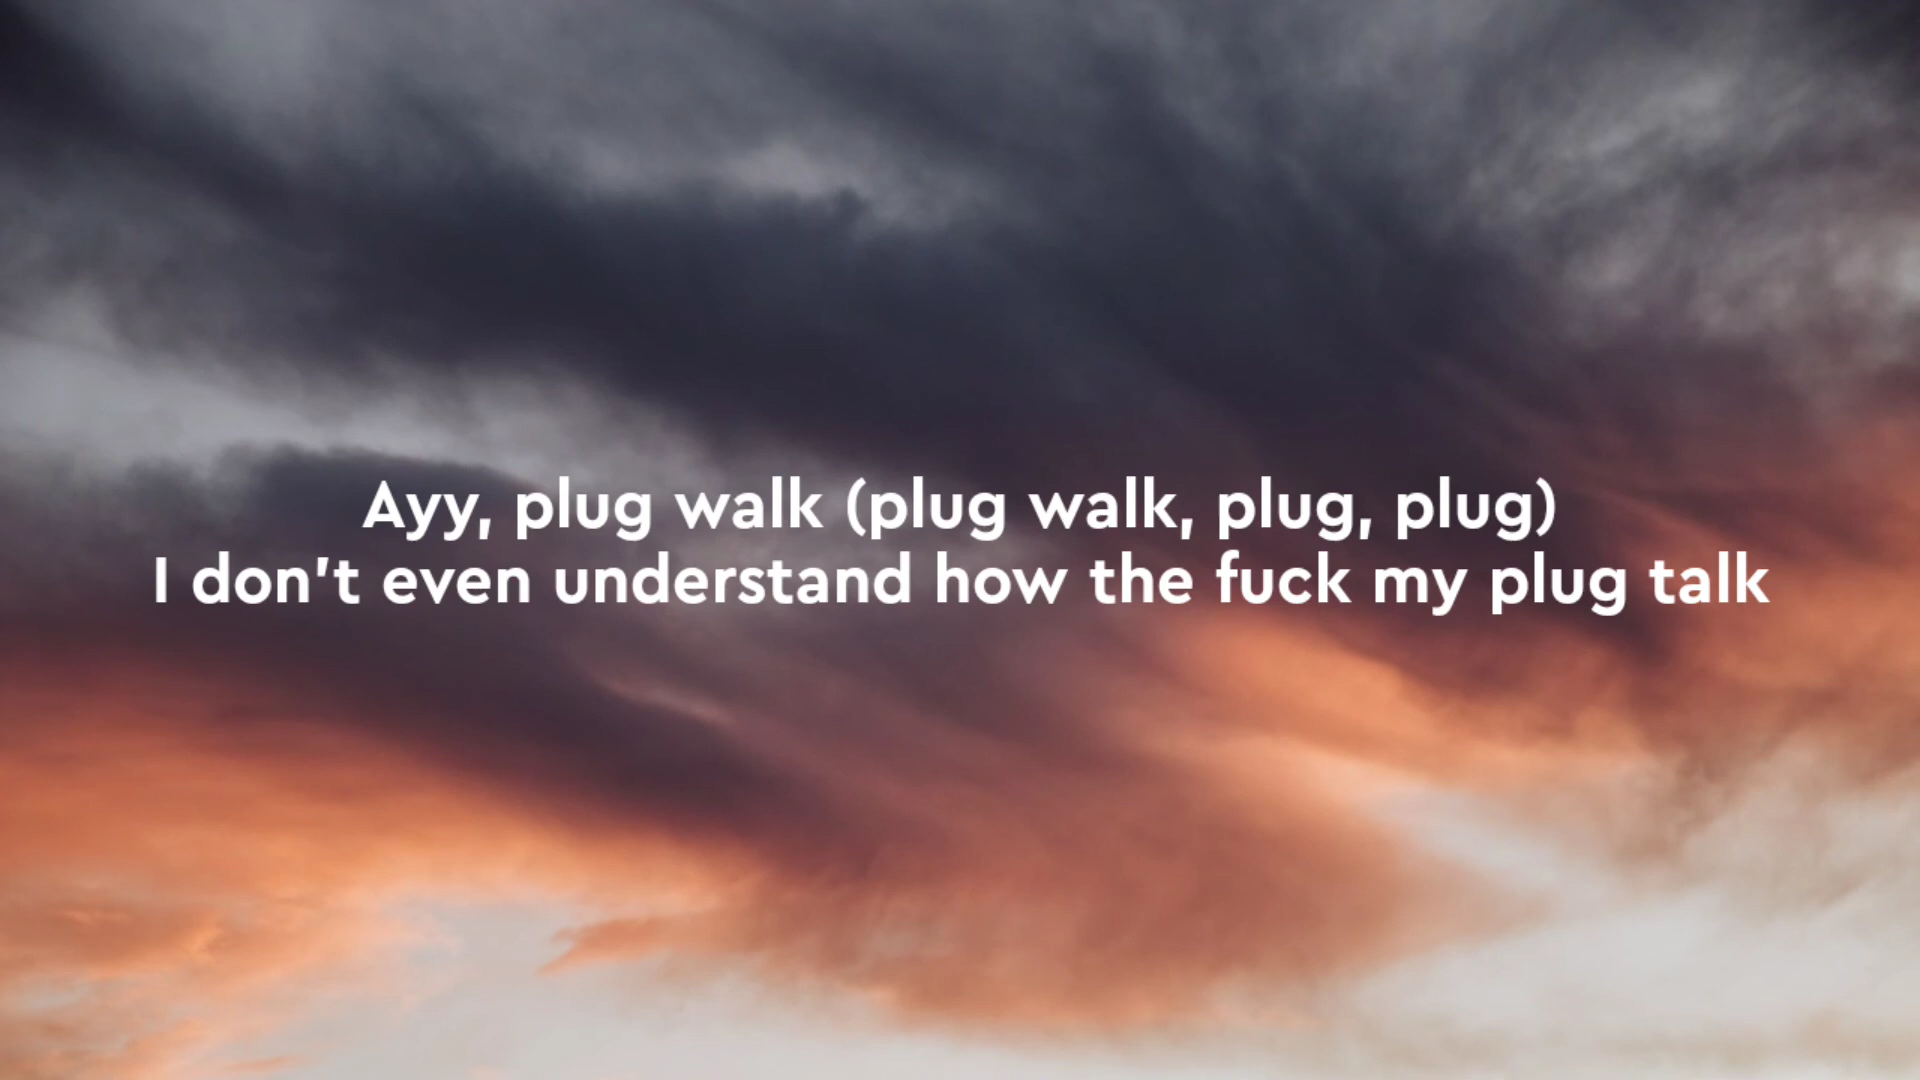 Ayy, plug walk (plug walk, plug, plug)
I don't even understand how the fuck my plug talk